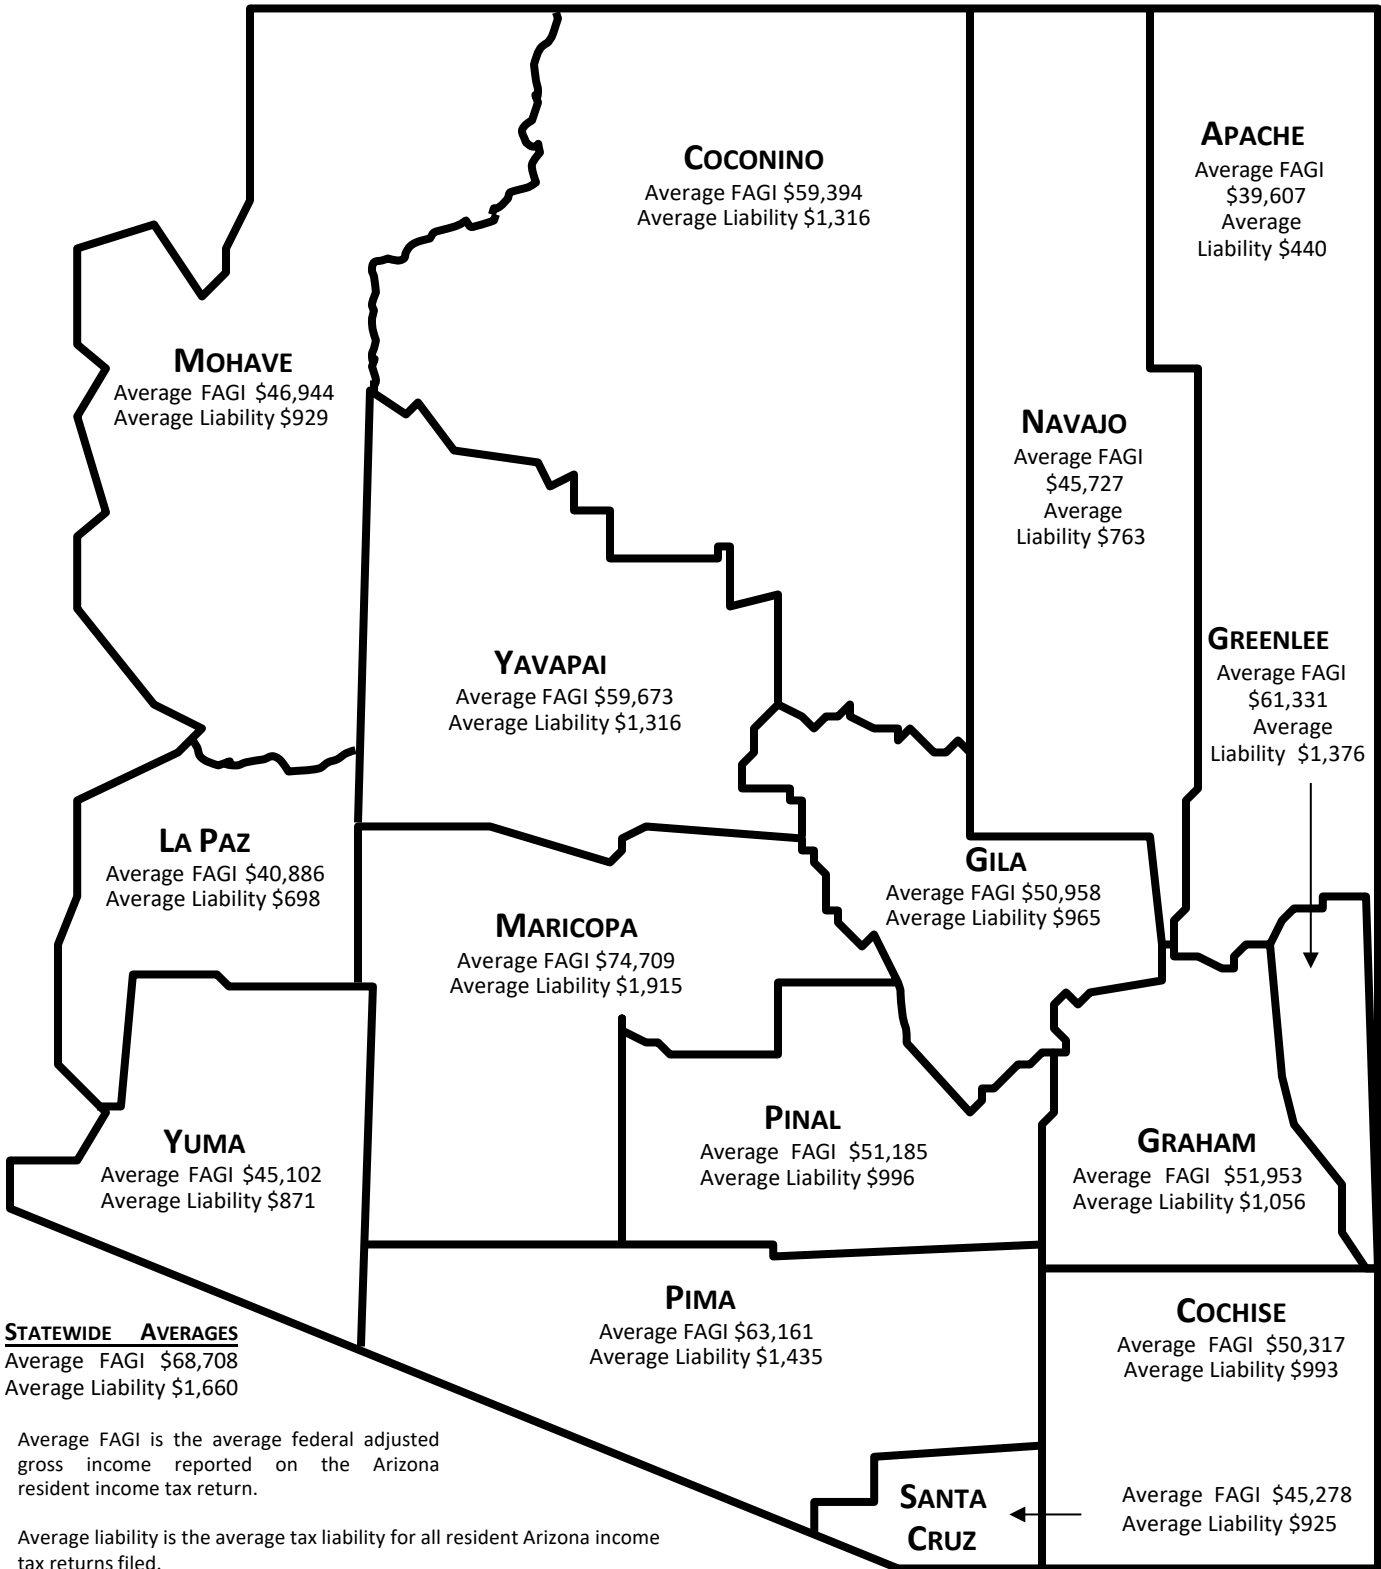 APACHE
Average FAGI
$39,607
Average
Liability $440
COCONINO
Average FAGI $59,394
Average Liability $1,316
MOHAVE
Average FAGI $46,944
Average Liability $929
NAVAJO
Average FAGI
$45,727
Average
Liability $763
GREENLEE
Average FAGI
$61,331
Average
Liability $1,376
YAVAPAI
Average FAGI $59,673
Average Liability $1,316
LA PAZ
Average FAGI $40,886
Average Liability $698
GILA
Average FAGI $50,958
Average Liability $965
MARICOPA
Average FAGI $74,709
Average Liability $1,915
PINAL
Average FAGI $51,185
Average Liability $996
YUMA
Average FAGI $45,102
Average Liability $871
GRAHAM
Average FAGI $51,953
Average Liability $1,056
PIMA
Average FAGI $63,161
Average Liability $1,435
COCHISE
Average FAGI $50,317
Average Liability $993
STATEWIDE AVERAGES
Average FAGI $68,708
Average Liability $1,660
SANTA
CRUZ
Average FAGI $45,278
Average Liability $925
Average FAGI is the average federal adjusted
gross income reported on the Arizona
resident income tax return.
Average liability is the average tax liability for all resident Arizona income
tax returns filed.